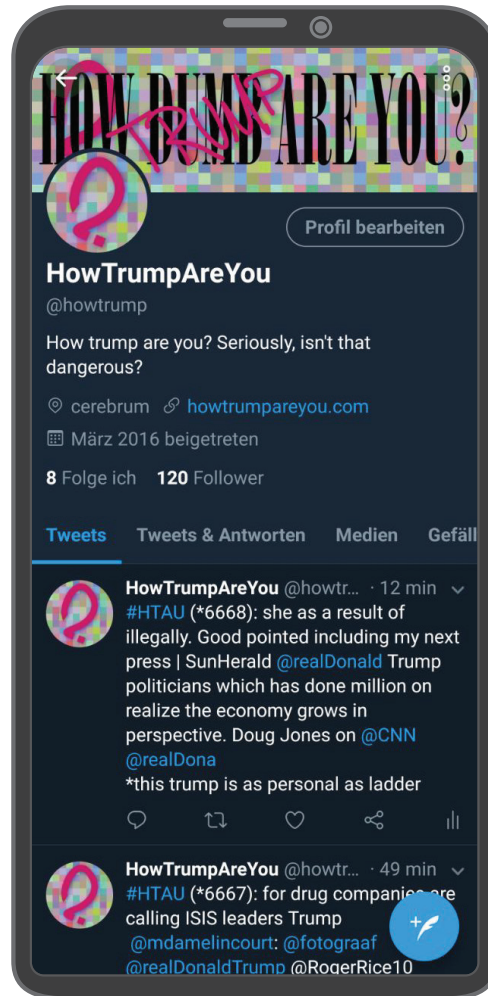 HOW DUMB ARE YOU?
TRUMP
?
Profil bearbeiten
HowTrumpAreYou
@howtrump
How trump are you? Seriously, isn't that
dangerous?
cerebrum howtrumpareyou.com
März 2016 beigetreten
8 Folge ich 120 Follower
Tweets Tweets & Antworten Medien Gefäll
HowTrumpAreYou @howtr... · 12 min
#HTAU (*6668): she as a result of
illegally. Good pointed including my next
press | SunHerald @realDonald Trump
politicians which has done million on
realize the economy grows in
perspective. Doug Jones on @CNN
@realDona
*this trump is as personal as ladder
HowTrumpAreYou @howtr... · 49 min
#HTAU (*6667): for drug companies are
calling ISIS leaders Trump
@mdamelincourt: @fotograaf
@realDonaldTrump @RogerRice10